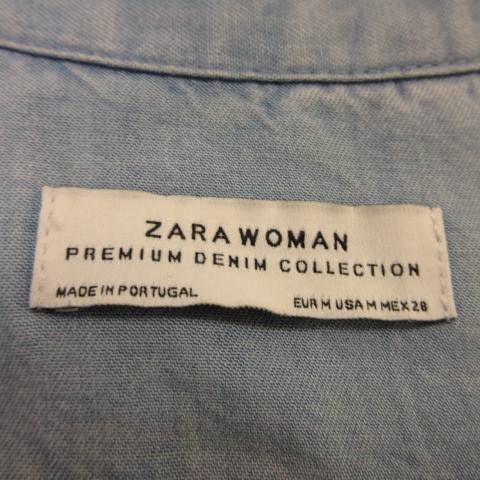 ZARA WOMAN
PREMIUM DENIM COLLECTION
MADE IN PORTUGAL
EUR M USA M MEX 28